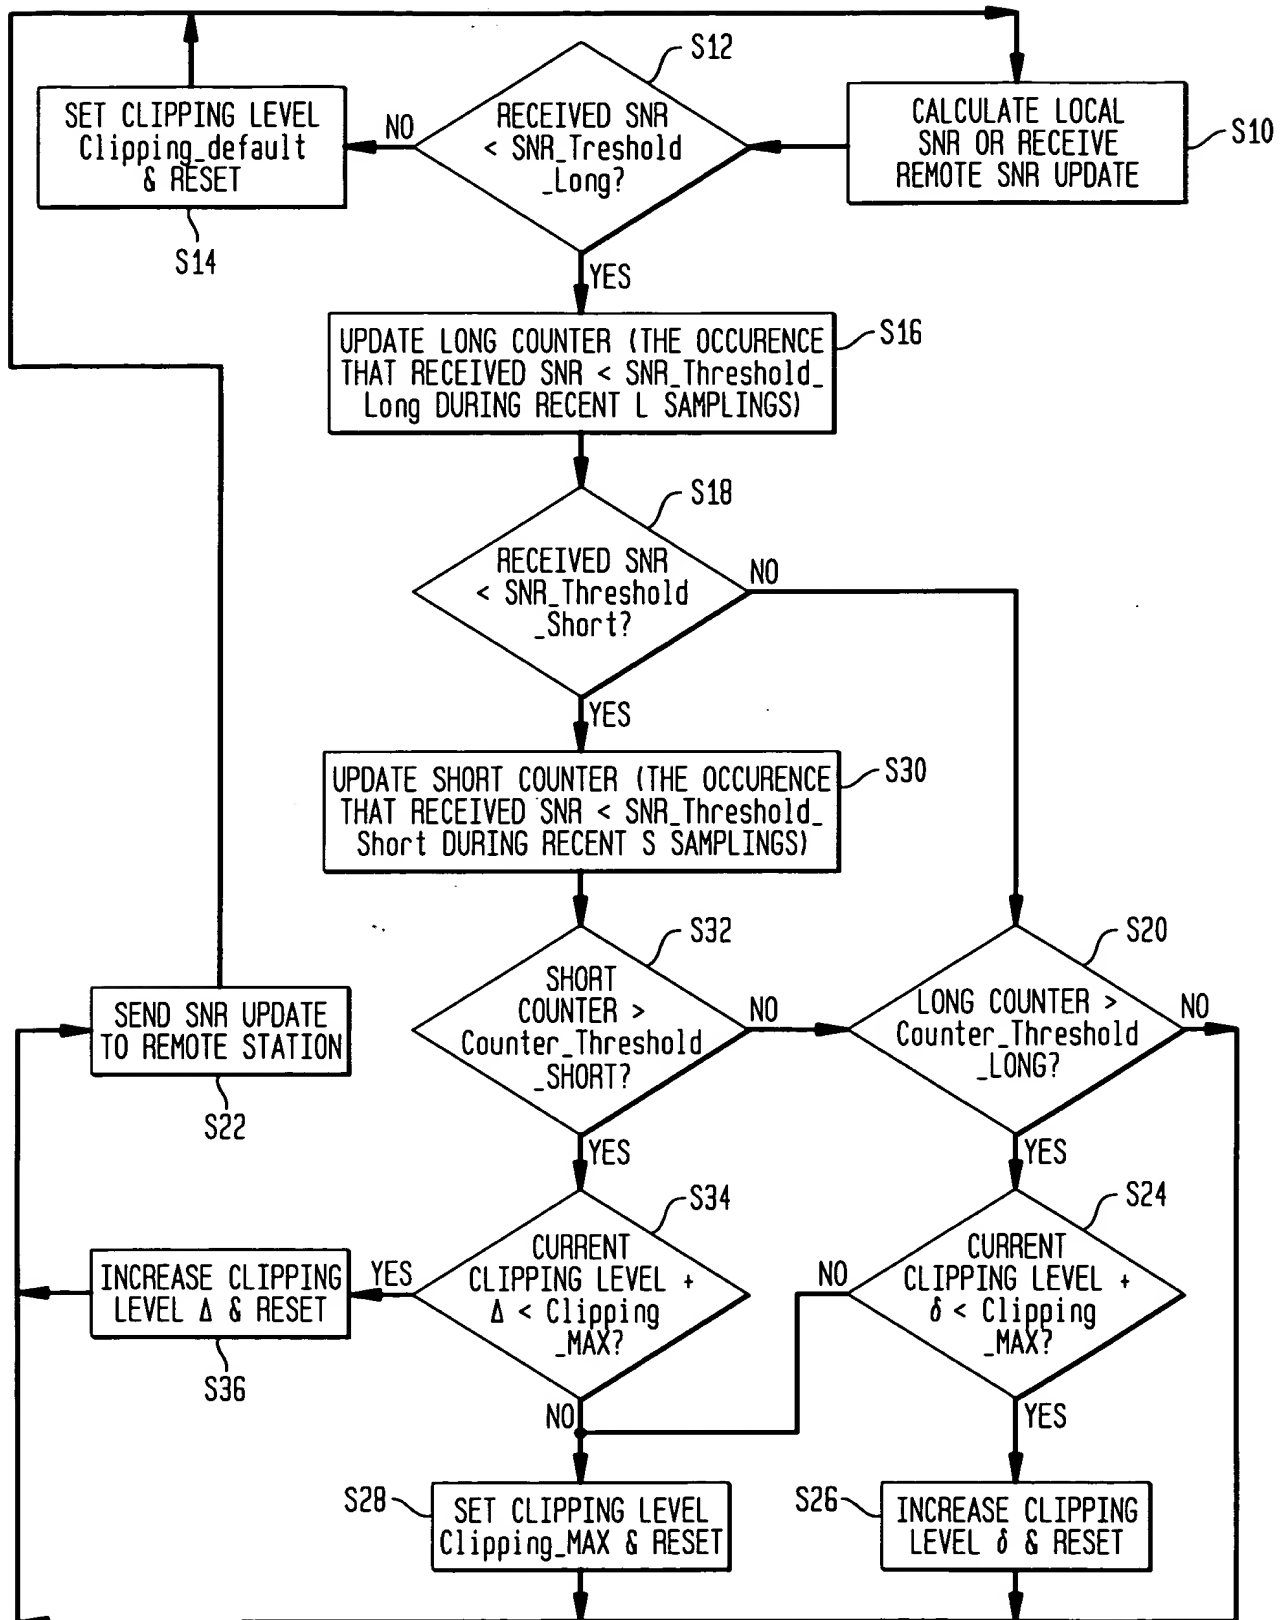 S12
RECEIVED SNR
< SNR_Treshold
_Long?
NO
SET CLIPPING LEVEL
Clipping_default
& RESET
S14
CALCULATE LOCAL
SNR OR RECEIVE
REMOTE SNR UPDATE
S10
YES
UPDATE LONG COUNTER (THE OCCURENCE
THAT RECEIVED SNR < SNR_Threshold_
Long DURING RECENT L SAMPLINGS)
S16
S18
RECEIVED SNR
< SNR_Threshold
_Short?
NO
YES
UPDATE SHORT COUNTER (THE OCCURENCE
THAT RECEIVED SNR < SNR_Threshold_
Short DURING RECENT S SAMPLINGS)
S30
S32
SHORT
COUNTER >
Counter_Threshold
_SHORT?
NO
S20
LONG COUNTER >
Counter_Threshold
_LONG?
NO
SEND SNR UPDATE
TO REMOTE STATION
S22
YES
YES
S34
CURRENT
CLIPPING LEVEL +
Δ < Clipping
_MAX?
YES
INCREASE CLIPPING
LEVEL Δ & RESET
S36
S24
CURRENT
CLIPPING LEVEL +
δ < Clipping
_MAX?
NO
NO
YES
S28
SET CLIPPING LEVEL
Clipping_MAX & RESET
S26
INCREASE CLIPPING
LEVEL δ & RESET